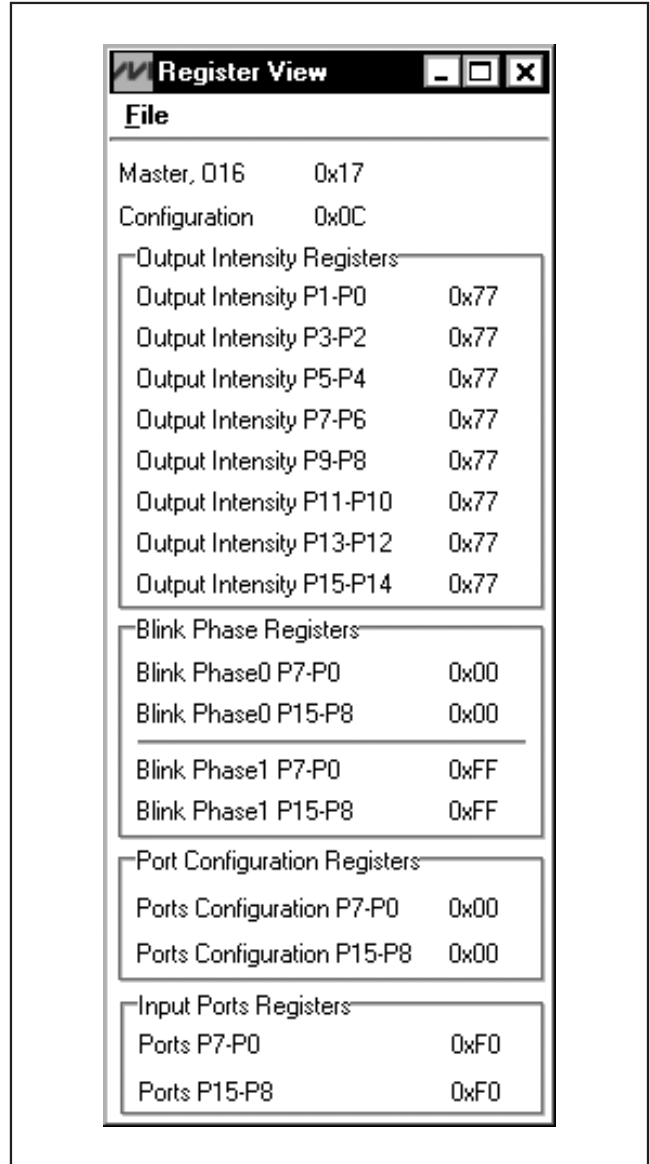 Register View
File
Master, O16 0x17
Configuration 0x0C
Output Intensity Registers
Output Intensity P1-P0 0x77
Output Intensity P3-P2 0x77
Output Intensity P5-P4 0x77
Output Intensity P7-P6 0x77
Output Intensity P9-P8 0x77
Output Intensity P11-P10 0x77
Output Intensity P13-P12 0x77
Output Intensity P15-P14 0x77
Blink Phase Registers
Blink Phase0 P7-P0 0x00
Blink Phase0 P15-P8 0x00
Blink Phase1 P7-P0 0xFF
Blink Phase1 P15-P8 0xFF
Port Configuration Registers
Ports Configuration P7-P0 0x00
Ports Configuration P15-P8 0x00
Input Ports Registers
Ports P7-P0 0xF0
Ports P15-P8 0xF0